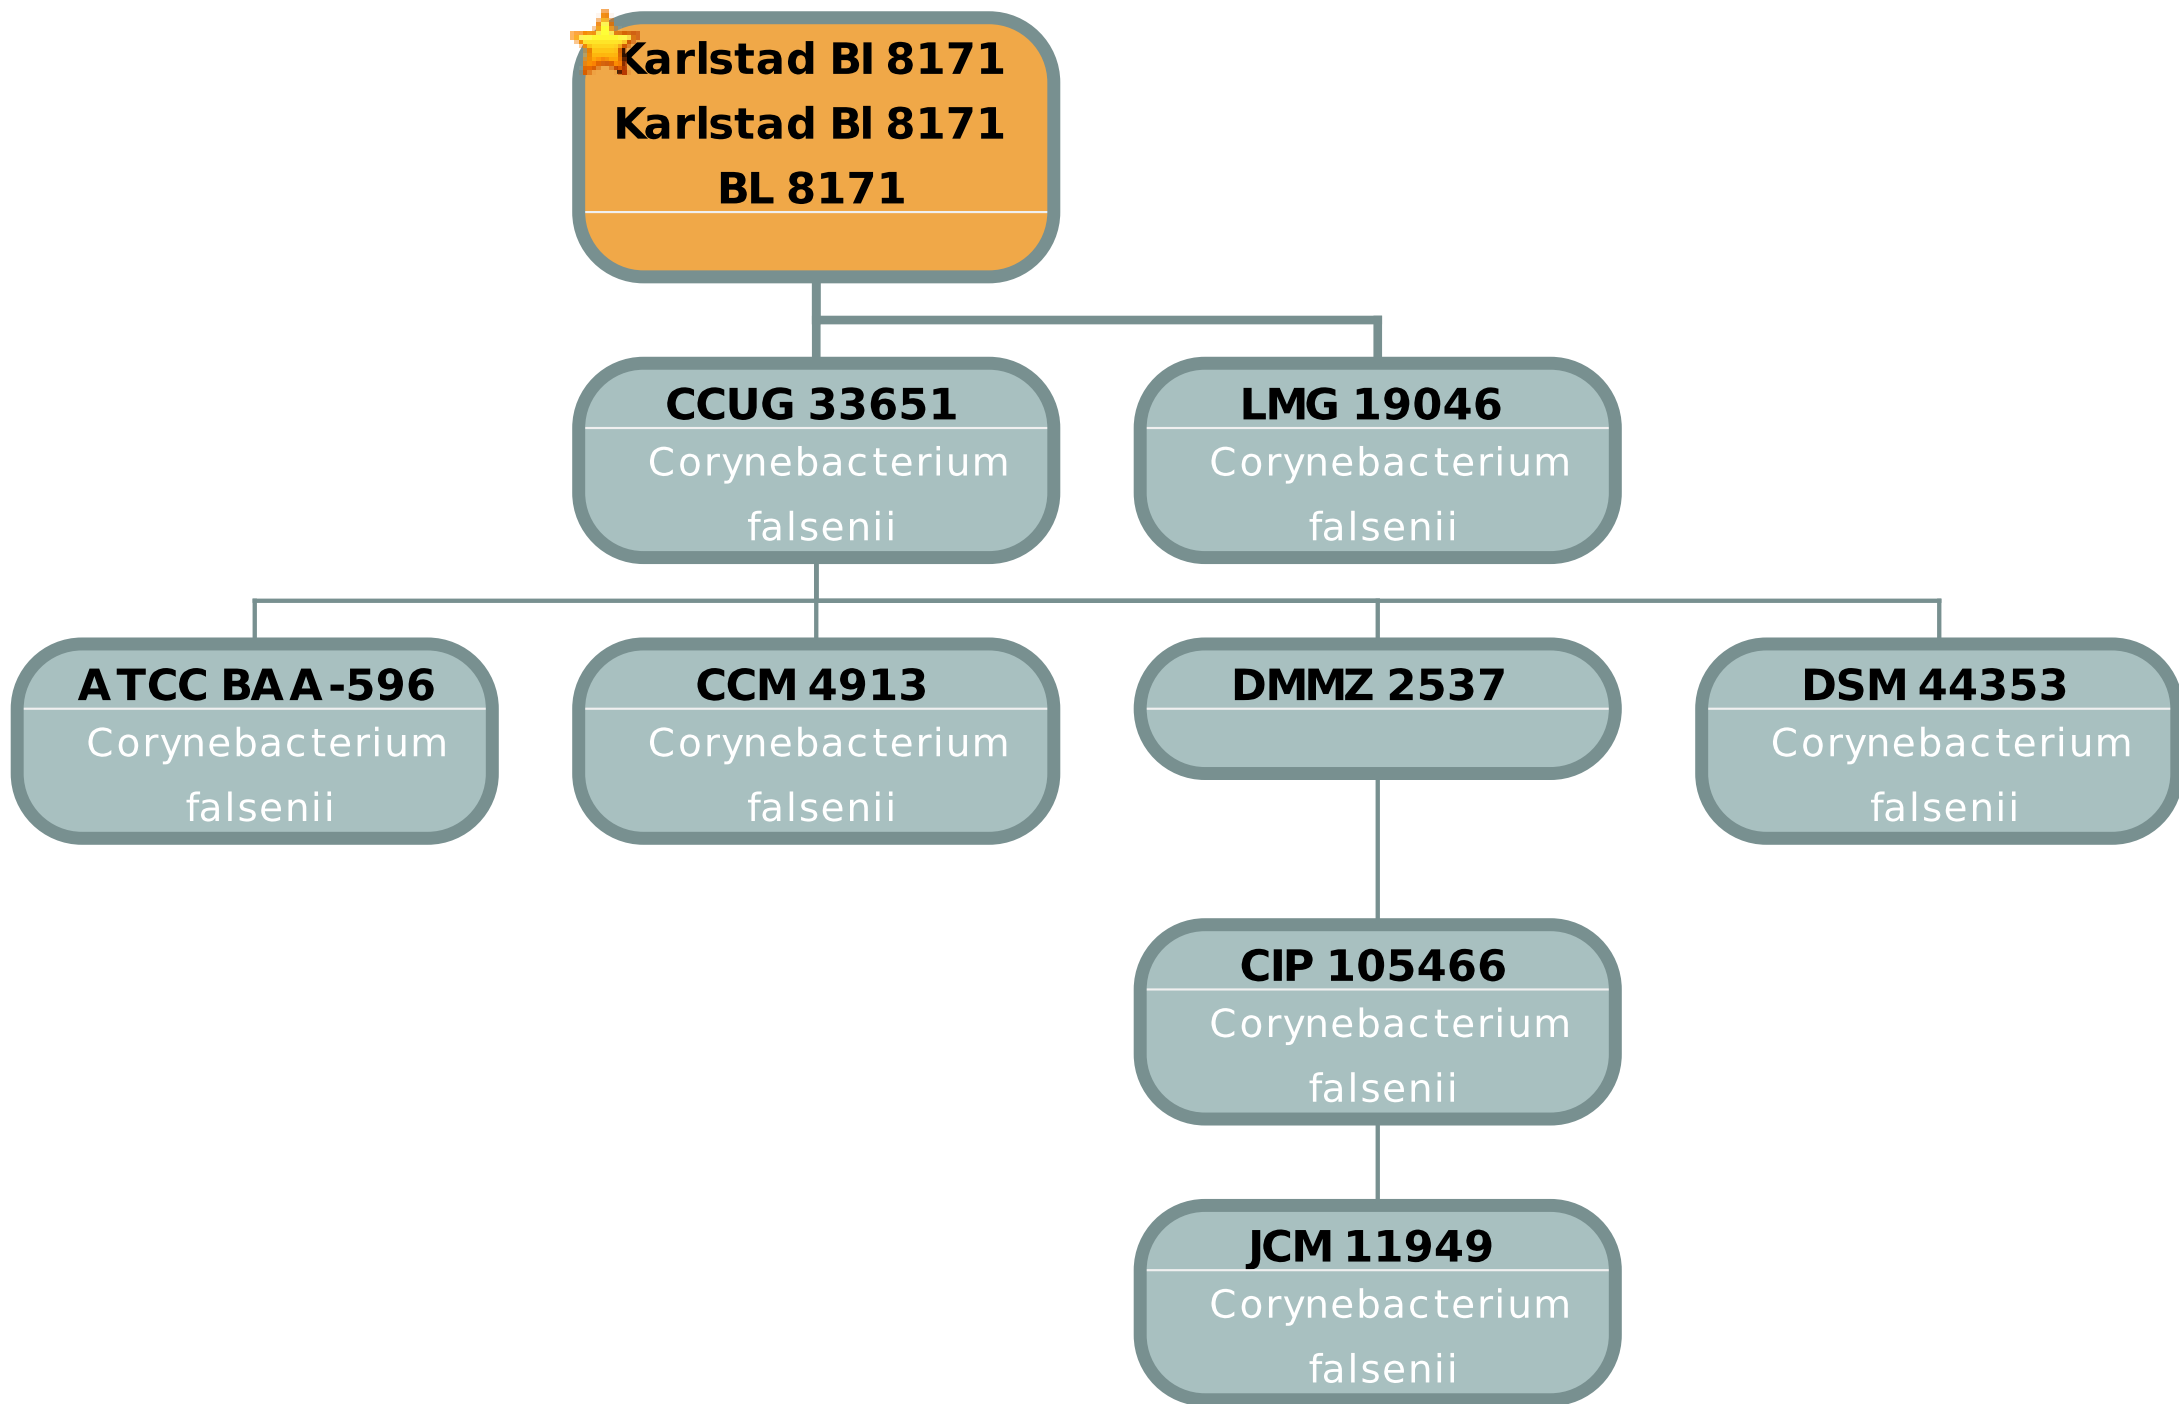 Karlstad BI 8171
Karlstad Bl 8171
BL 8171
CCUG 33651
Corynebacterium
falsenii
LMG 19046
Corynebacterium
falsenii
ATCC BAA-596
Corynebacterium
falsenii
CCM 4913
Corynebacterium
falsenii
DMMZ 2537
DSM 44353
Corynebacterium
falsenii
CIP 105466
Corynebacterium
falsenii
JCM 11949
Corynebacterium
falsenii